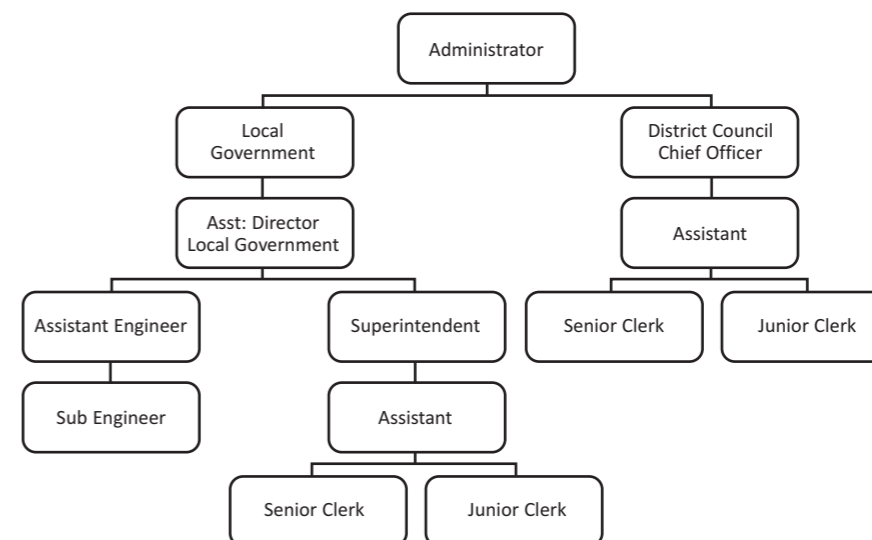 Administrator
Local
Government
District Council
Chief Officer
Asst: Director
Local Government
Assistant
Assistant Engineer
Superintendent
Senior Clerk
Junior Clerk
Sub Engineer
Assistant
Senior Clerk
Junior Clerk